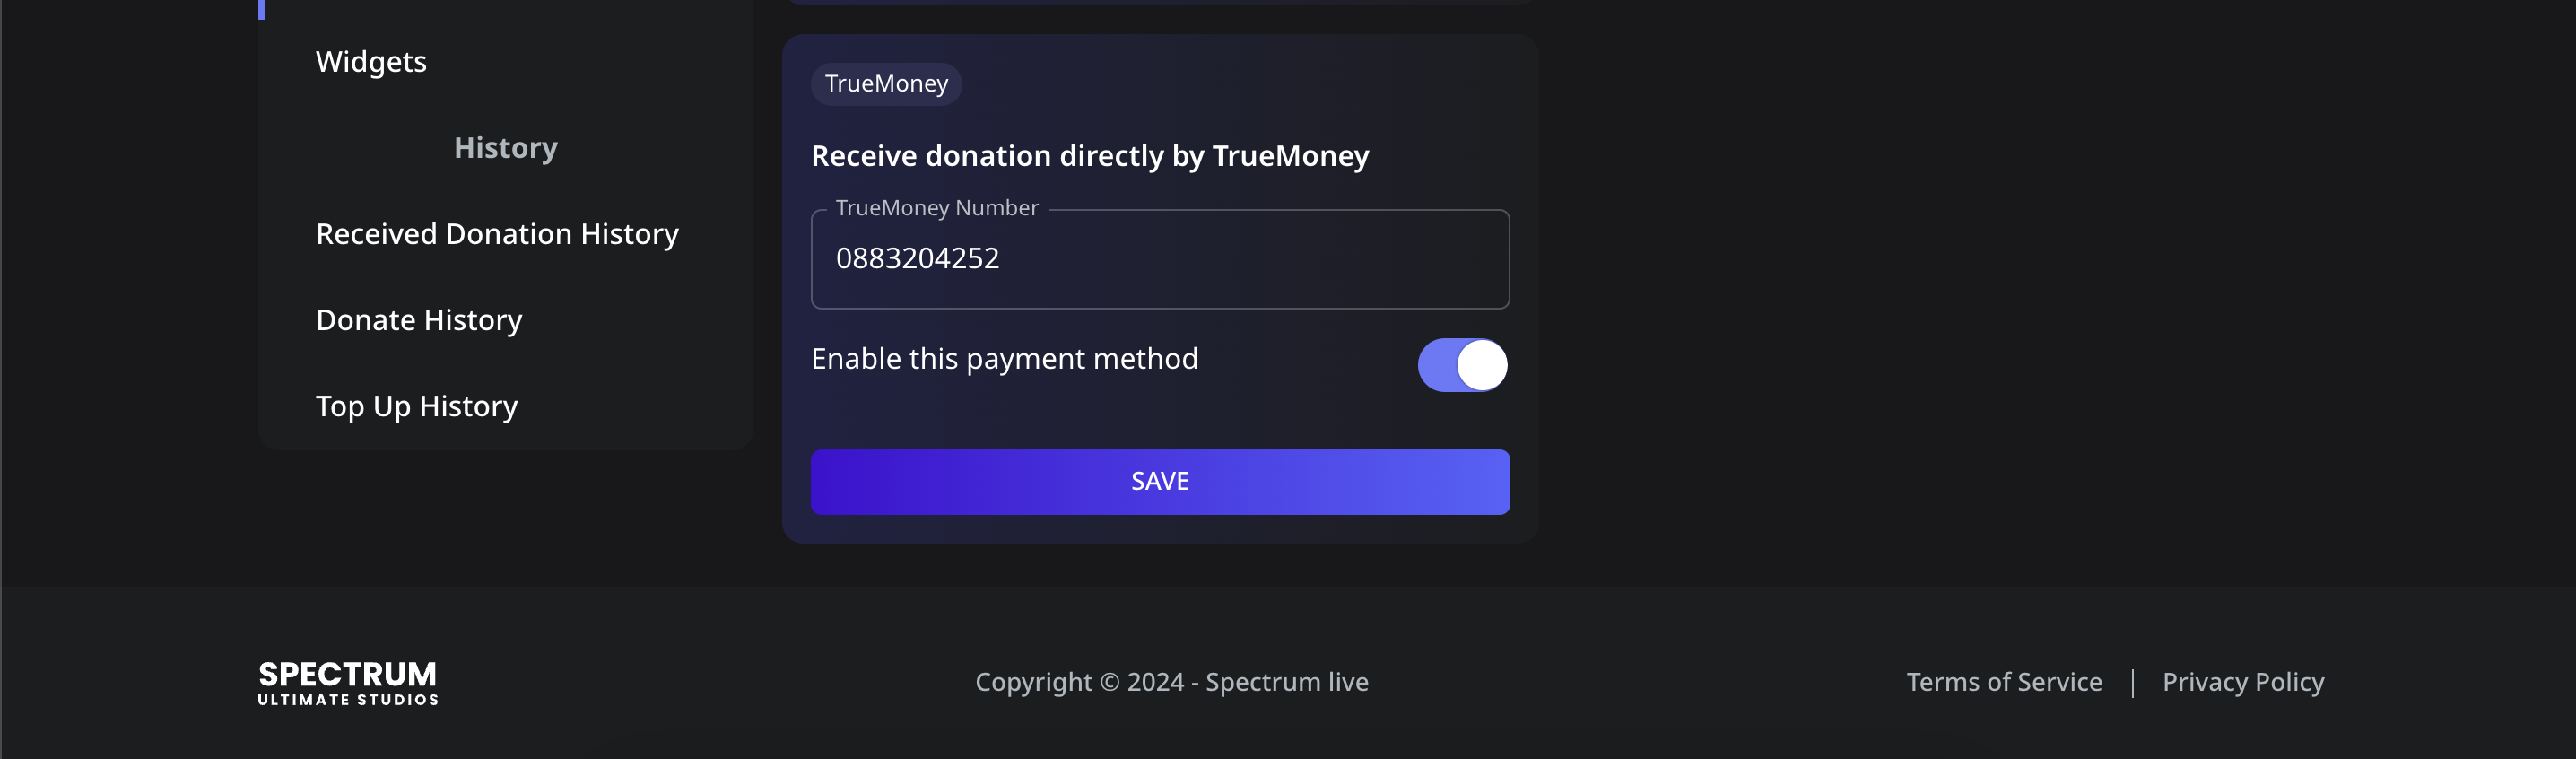 Widgets
History
Received Donation History
Donate History
Top Up History
TrueMoney
Receive donation directly by TrueMoney
TrueMoney Number
0883204252
Enable this payment method
SAVE
SPECTRUM
ULTIMATE STUDIOS
Copyright © 2024 - Spectrum live
Terms of Service | Privacy Policy